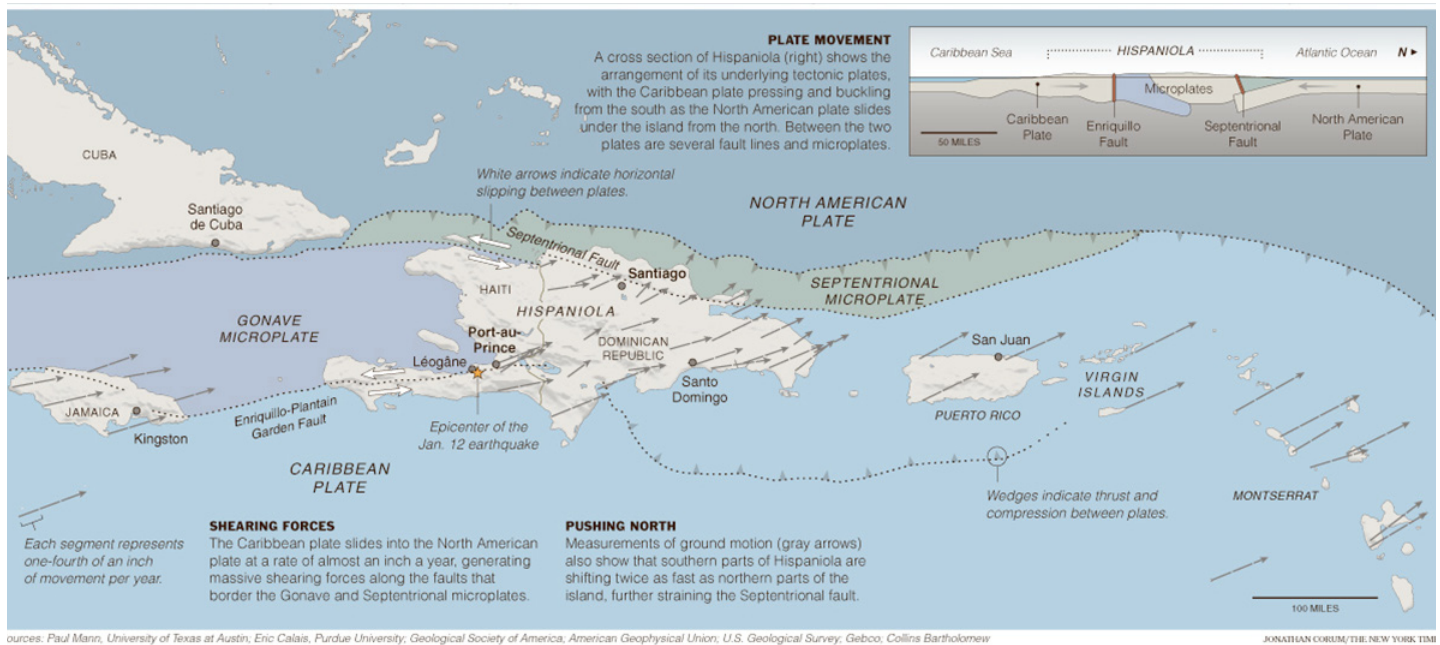 PLATE MOVEMENT
A cross section of Hispaniola (right) shows the
arrangement of its underlying tectonic plates,
with the Caribbean plate pressing and buckling
from the south as the North American plate slides
under the island from the north. Between the two
plates are several fault lines and microplates.
Caribbean Sea
HISPANIOLA
Atlantic Ocean
N
Microplates
Caribbean
Plate
Enriquillo
Fault
Septentrional
Fault
North American
Plate
50 MILES
CUBA
Santiago
de Cuba
White arrows indicate horizontal
slipping between plates.
NORTH AMERICAN
PLATE
Septentrional Fault
Santiago
HAITI
HISPANIOLA
SEPTENTRIONAL
MICROPLATE
GONAVE
MICROPLATE
Port-au-
Prince
Léogâne
DOMINICAN
REPUBLIC
Santo
Domingo
San Juan
PUERTO RICO
VIRGIN
ISLANDS
JAMAICA
Kingston
Enriquillo-Plantain
Garden Fault
Epicenter of the
Jan. 12 earthquake
CARIBBEAN
PLATE
Wedges indicate thrust and
compression between plates.
MONTSERRAT
Each segment represents
one-fourth of an inch
of movement per year.
SHEARING FORCES
The Caribbean plate slides into the North American
plate at a rate of almost an inch a year, generating
massive shearing forces along the faults that
border the Gonave and Septentrional microplates.
PUSHING NORTH
Measurements of ground motion (gray arrows)
also show that southern parts of Hispaniola are
shifting twice as fast as northern parts of the
island, further straining the Septentrional fault.
100 MILES
ources: Paul Mann, University of Texas at Austin; Eric Calais, Purdue University; Geological Society of America; American Geophysical Union; U.S. Geological Survey; Gebco; Collins Bartholomew
JONATHAN CORUM/THE NEW YORK TIM